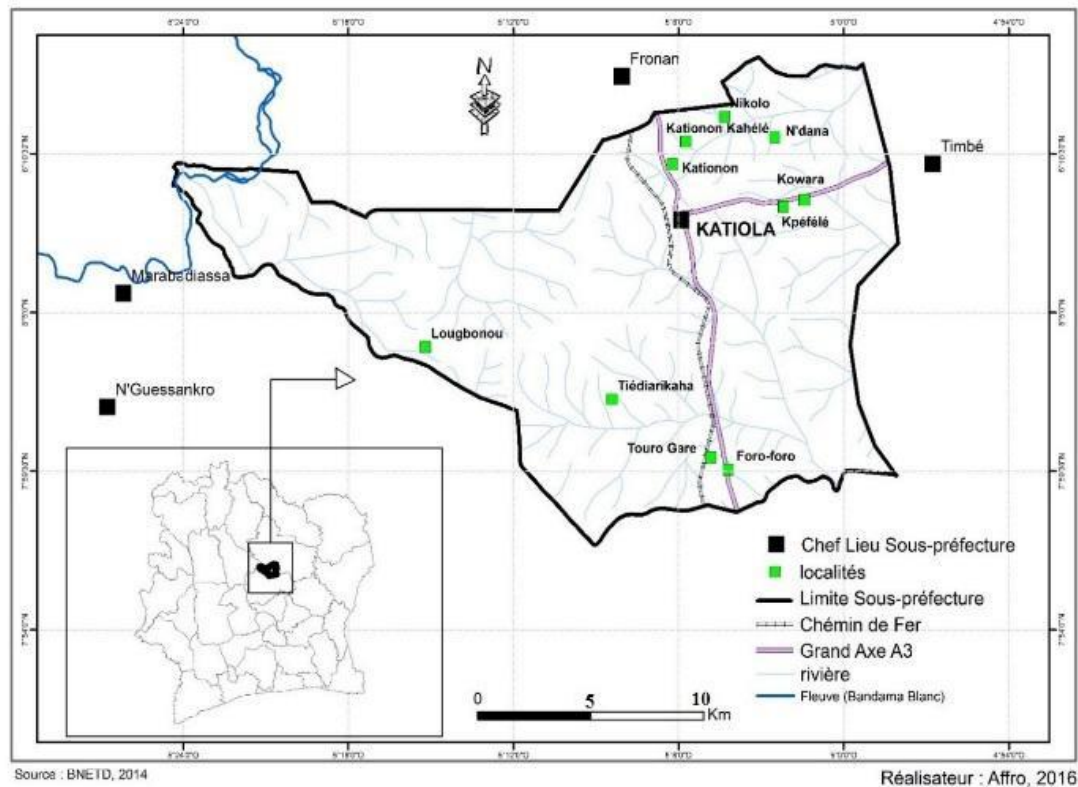 Fronan
N
Nikolo
Kationon Kahélé
N'dana
Timbé
Kationon
Kowara
Kpéfélé
KATIOLA
Marabadiassa
Lougbonou
N'Guessankro
Tiédiarikaha
Touro Gare
Foro-foro
Chef Lieu Sous-préfecture
localités
Limite Sous-préfecture
Chémin de Fer
Grand Axe A3
rivière
Fleuve (Bandama Blanc)
0 5 10
Km
Source : BNETD, 2014
Réalisateur : Affro, 2016